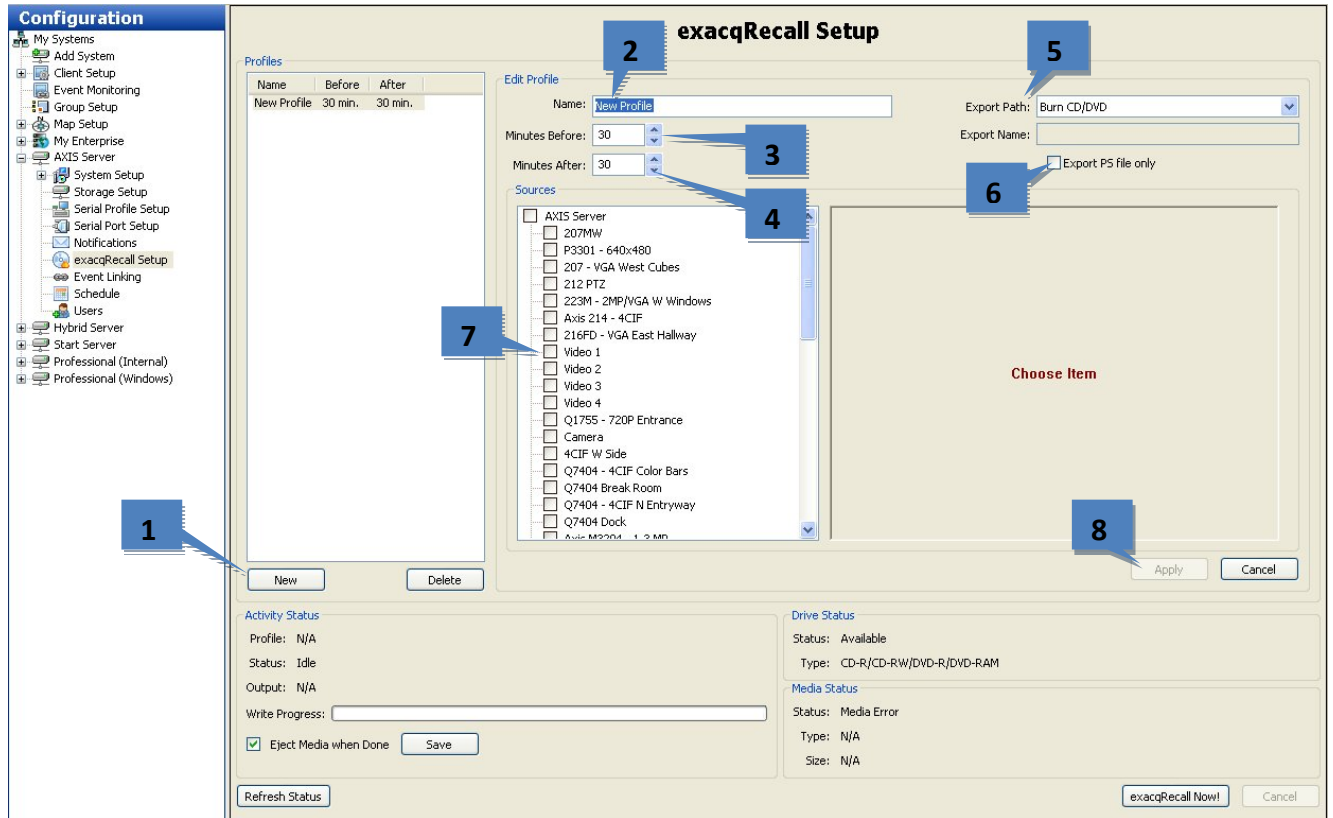 Configuration
My Systems
Add System
Client Setup
Event Monitoring
Group Setup
Map Setup
My Enterprise
AXIS Server
System Setup
Storage Setup
Serial Profile Setup
Serial Port Setup
Notifications
exacqRecall Setup
Event Linking
Schedule
Users
Hybrid Server
Start Server
Professional (Internal)
Professional (Windows)
exacqRecall Setup
Profiles
Name Before After
New Profile 30 min. 30 min.
1
New Delete
Edit Profile
2
Name: New Profile
Minutes Before: 30
3
Minutes After: 30
4
5
Export Path: Burn CD/DVD
Export Name:
Export PS file only
6
Sources
AXIS Server
207MW
P3301 - 640x480
207 - VGA West Cubes
212 PTZ
223M - 2MP/VGA W Windows
Axis 214 - 4CIF
216FD - VGA East Hallway
7
Video 1
Video 2
Video 3
Video 4
Q1755 - 720P Entrance
Camera
4CIF W Side
Q7404 - 4CIF Color Bars
Q7404 Break Room
Q7404 - 4CIF N Entryway
Q7404 Dock
Axis M3204 - 1.3 MP
Choose Item
8
Apply Cancel
Activity Status
Profile: N/A
Status: Idle
Output: N/A
Write Progress:
Eject Media when Done Save
Drive Status
Status: Available
Type: CD-R/CD-RW/DVD-R/DVD-RAM
Media Status
Status: Media Error
Type: N/A
Size: N/A
Refresh Status exacqRecall Now! Cancel